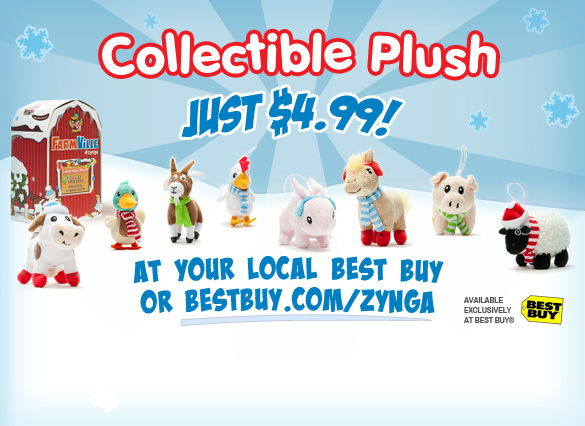 Collectible Plush
JUST $4.99!
FARMVILLE
zynga
AT YOUR LOCAL BEST BUY
OR BESTBUY.COM/ZYNGA
AVAILABLE
EXCLUSIVELY
AT BEST BUY®
BEST
BUY